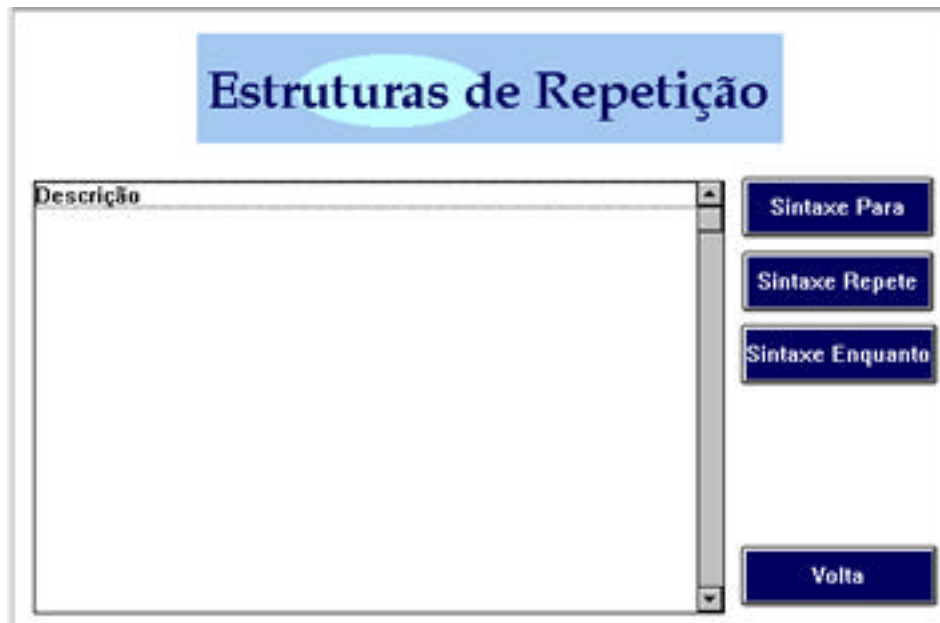 Estruturas de Repetição
Descrição
Sintaxe Para
Sintaxe Repete
Sintaxe Enquanto
Volta